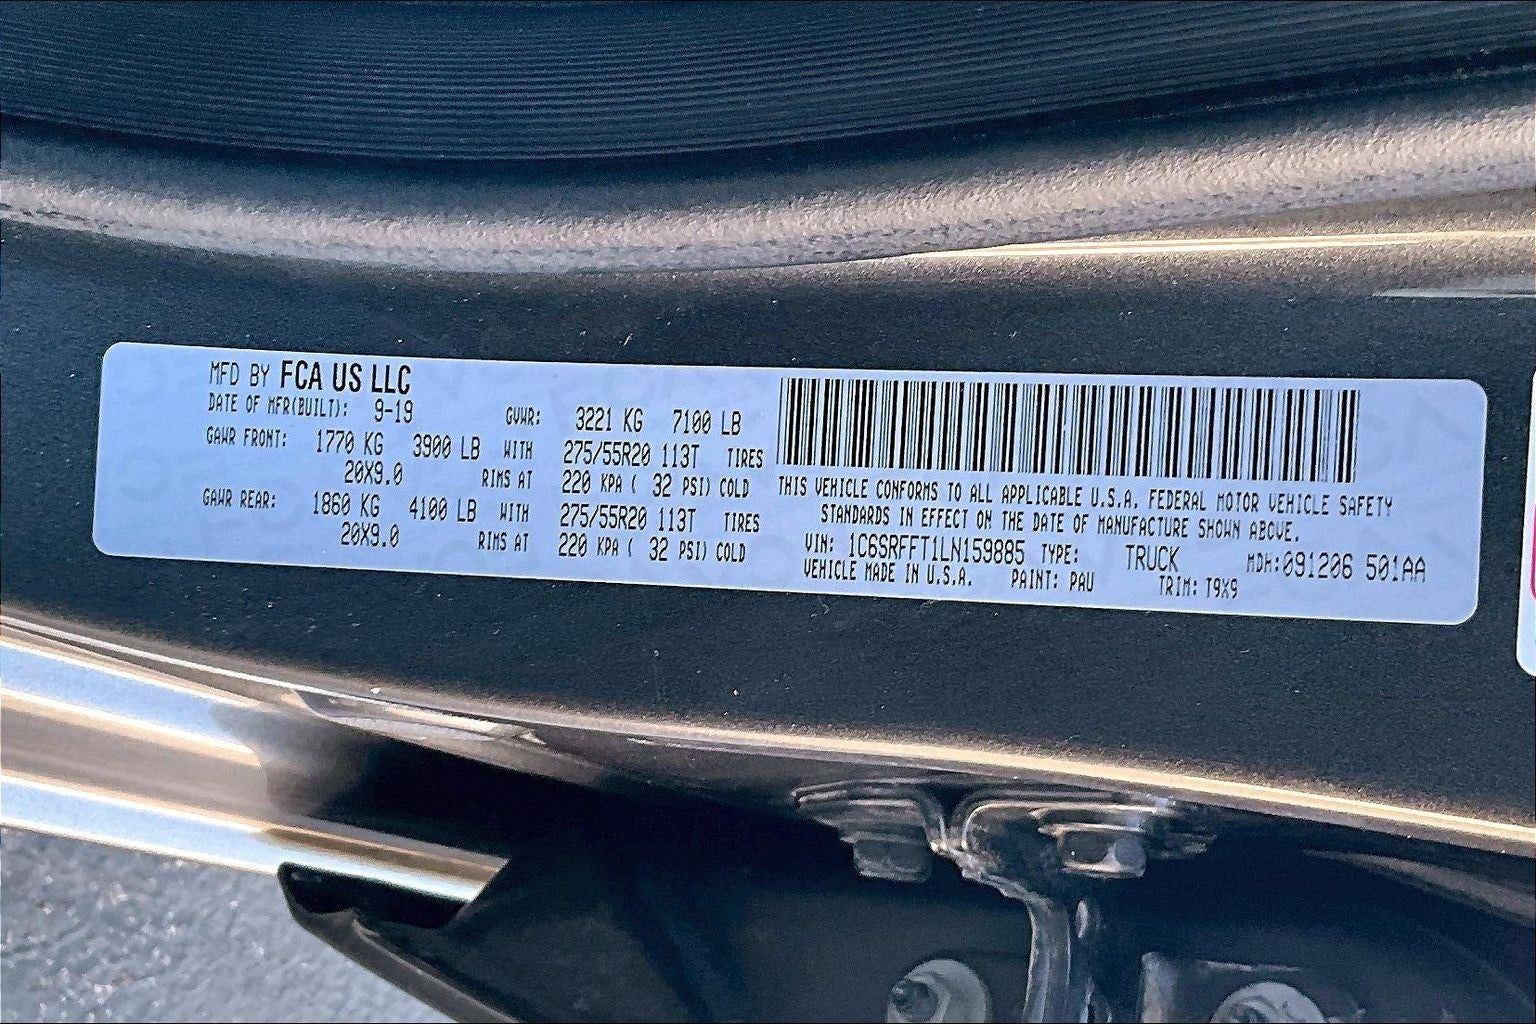 MFD BY FCA US LLC
DATE OF MFR(BUILT): 9-19 GVWR: 3221 KG 7100 LB
GAWR FRONT: 1770 KG 3900 LB WITH 275/55R20 113T TIRES
20X9.0 RIMS AT 220 KPA ( 32 PSI) COLD
GAWR REAR: 1860 KG 4100 LB WITH 275/55R20 113T TIRES
20X9.0 RIMS AT 220 KPA ( 32 PSI) COLD
THIS VEHICLE CONFORMS TO ALL APPLICABLE U.S.A. FEDERAL MOTOR VEHICLE SAFETY
STANDARDS IN EFFECT ON THE DATE OF MANUFACTURE SHOWN ABOVE.
VIN: 1C6SRFFT1LN159885 TYPE: TRUCK MDH:091206 501AA
VEHICLE MADE IN U.S.A. PAINT: PAU TRIM: T9X9